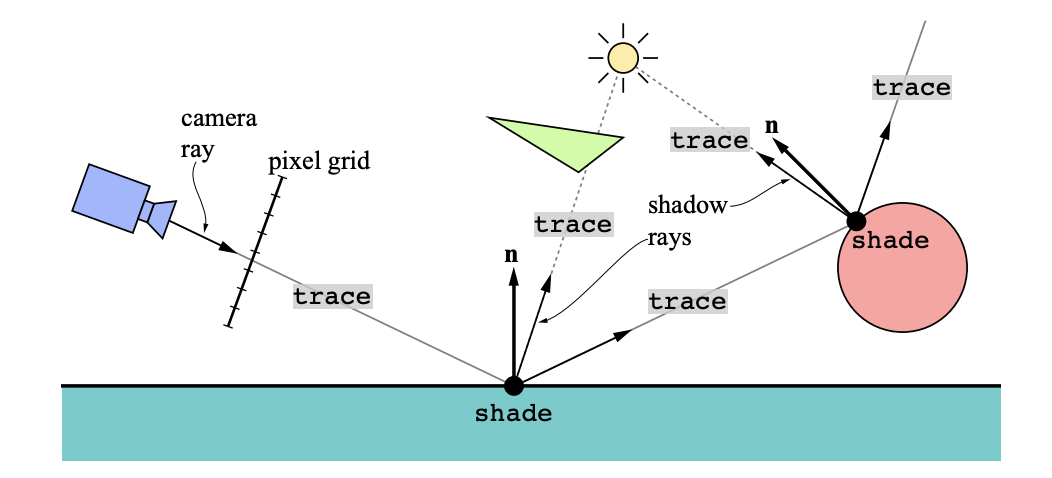 camera
ray
pixel grid
trace
n
shade
trace
shadow
rays
trace
trace
n
shade
trace